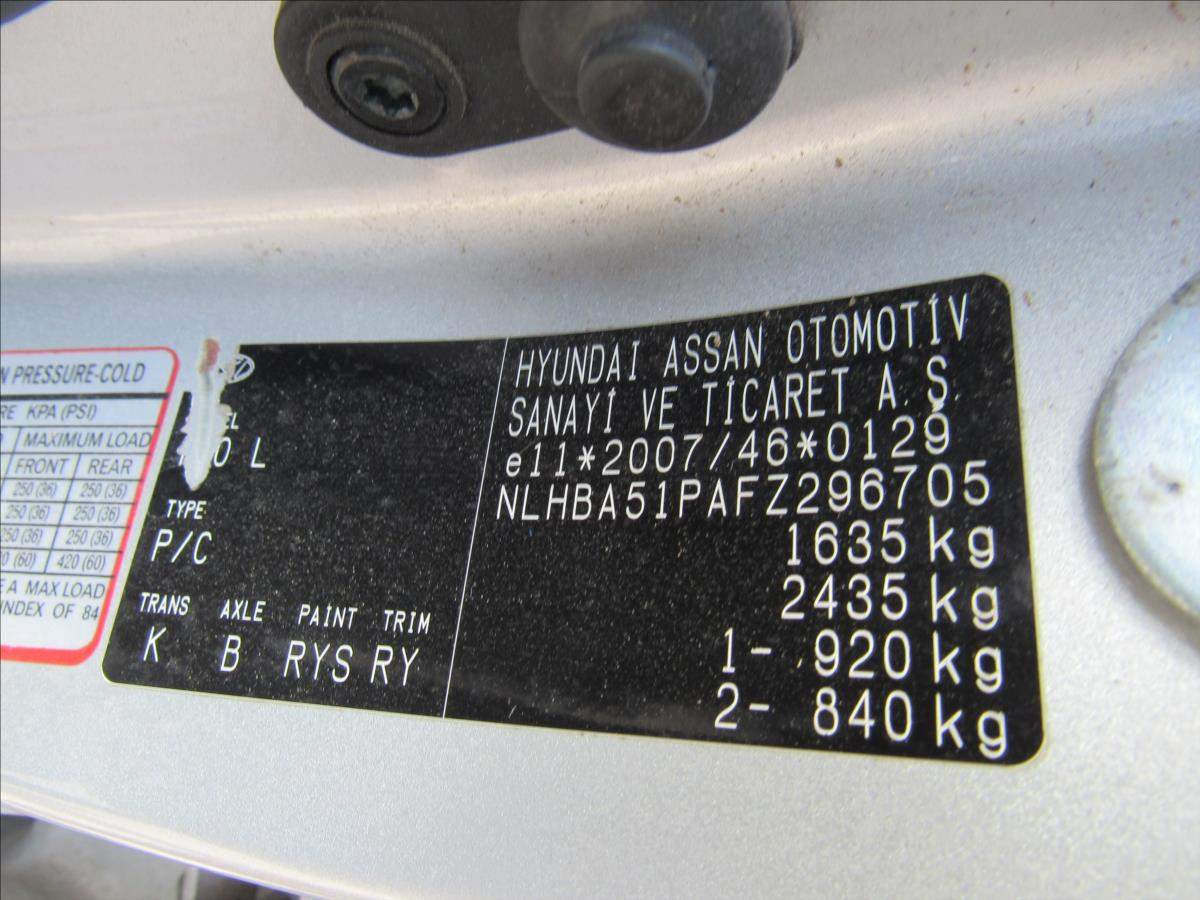 PRESSURE-COLD
KPA (PSI)
MAXIMUM LOAD
FRONT REAR
250 (36) 250 (36)
250 (36) 250 (36)
250 (36) 250 (36)
(60) 420 (60)
A MAX LOAD
INDEX OF 84
L
TYPE
P/C
TRANS AXLE PAINT TRIM
K B RYS RY
HYUNDAI ASSAN OTOMOTİV
SANAYİ VE TİCARET A.Ş.
e11*2007/46*0129
NLHBA51PAFZ296705
1635 kg
2435 kg
1- 920 kg
2- 840 kg